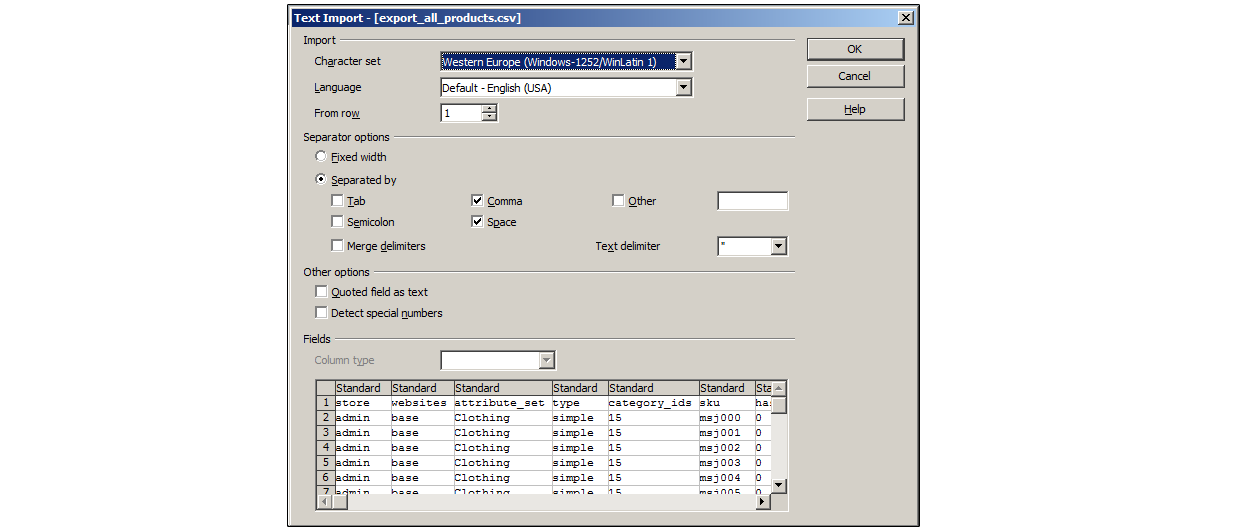 Text Import - [export_all_products.csv]
Import
Character set Western Europe (Windows-1252/WinLatin 1) OK
Language Default - English (USA) Cancel
From row 1 Help
Separator options
Fixed width
Separated by
Tab Comma Other
Semicolon Space
Merge delimiters Text delimiter "
Other options
Quoted field as text
Detect special numbers
Fields
Column type
Standard Standard Standard Standard Standard Standard Sta
1 store websites attribute_set type category_ids sku ha
2 admin base Clothing simple 15 msj000 0
3 admin base Clothing simple 15 msj001 0
4 admin base Clothing simple 15 msj002 0
5 admin base Clothing simple 15 msj003 0
6 admin base Clothing simple 15 msj004 0
7 admin base Clothing simple 15 msj005 0